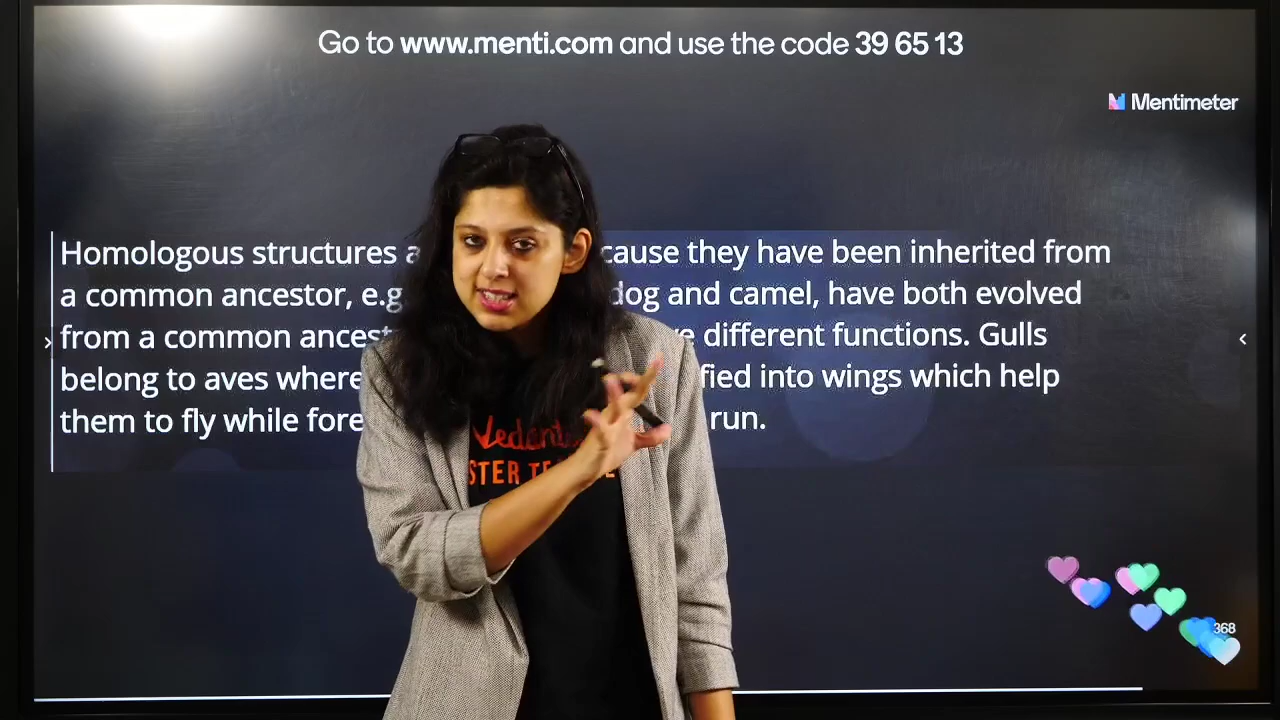 Go to www.menti.com and use the code 39 65 13
Mentimeter
Homologous structures a cause they have been inherited from
a common ancestor, e.g dog and camel, have both evolved
from a common ancest e different functions. Gulls
belong to aves where fied into wings which help
them to fly while fore run.
Vedant
STER TE
368